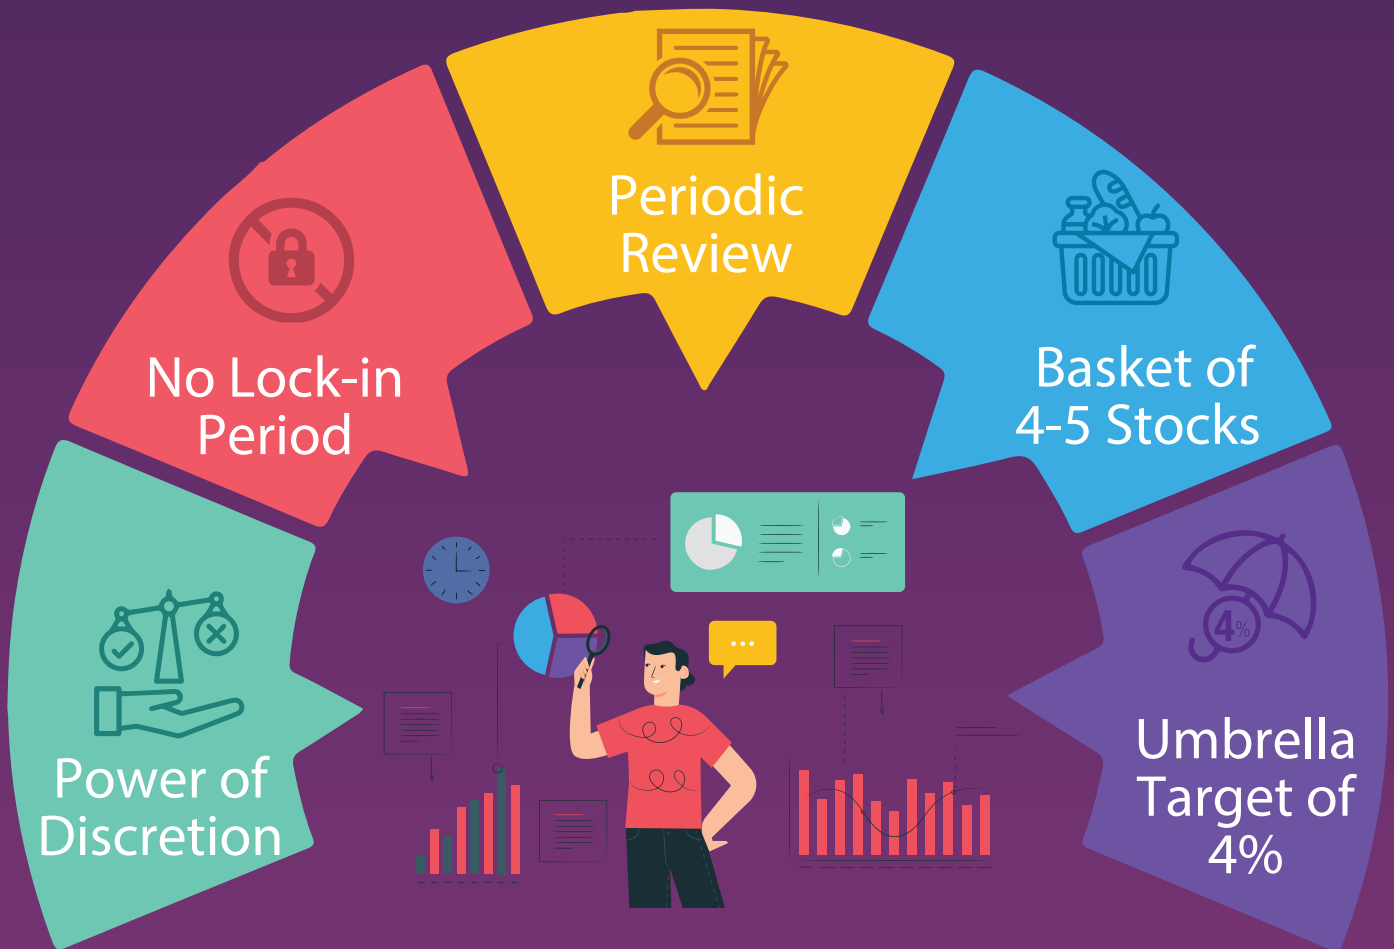 Periodic
Review
No Lock-in
Period
Basket of
4-5 Stocks
Power of
Discretion
4%
Umbrella
Target of
4%
...